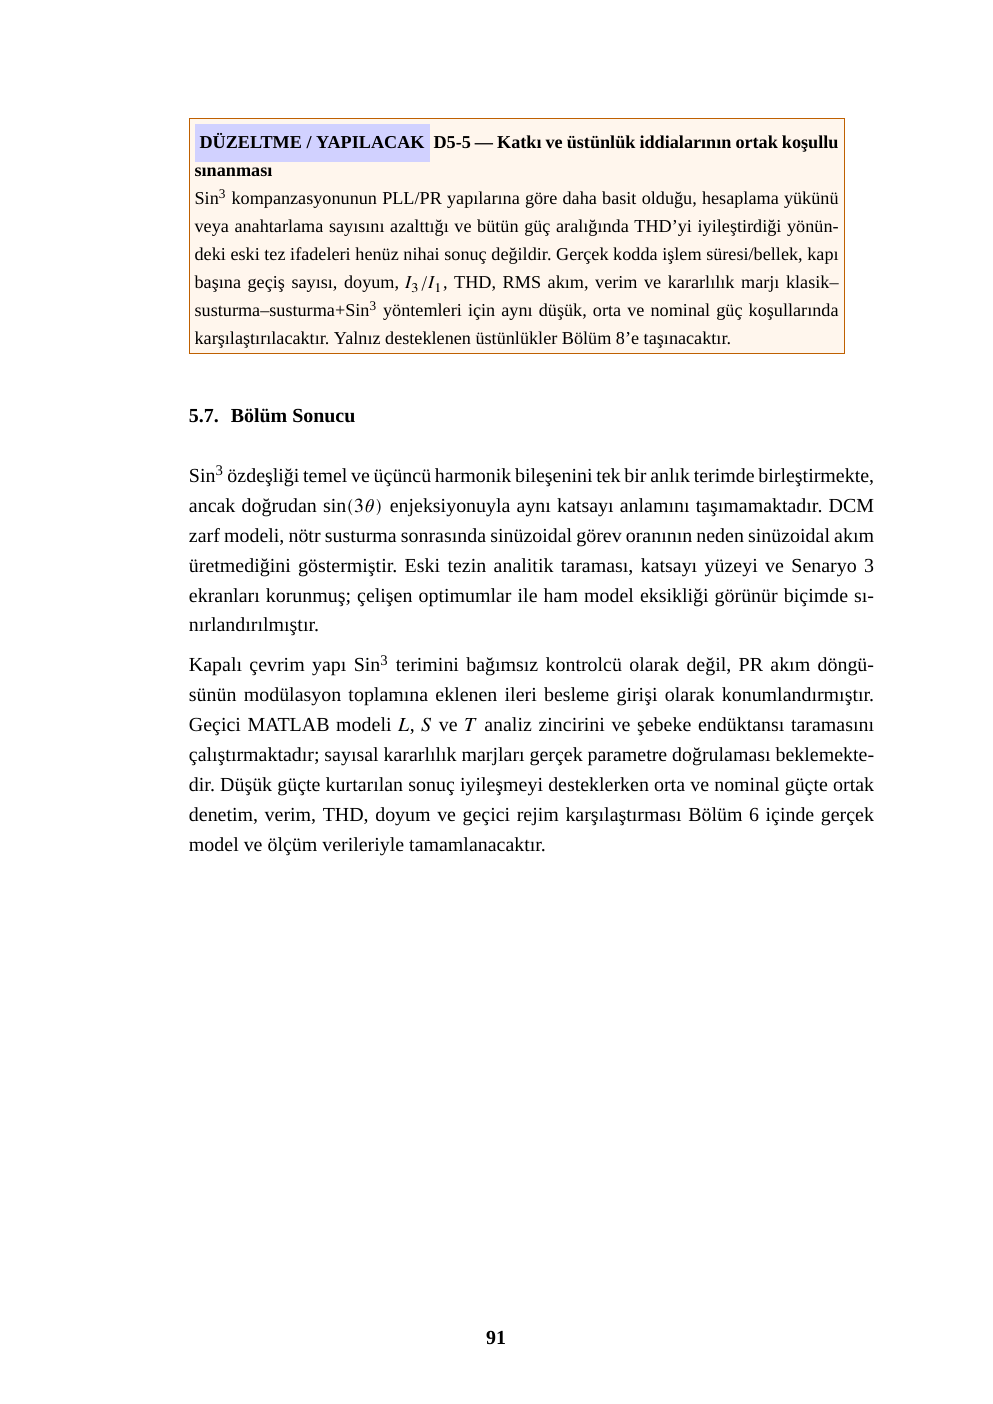 DÜZELTME / YAPILACAK D5-5 — Katkı ve üstünlük iddialarının ortak koşullu
sınanması
Sin³ kompanzasyonunun PLL/PR yapılarına göre daha basit olduğu, hesaplama yükünü
veya anahtarlama sayısını azalttığı ve bütün güç aralığında THD’yi iyileştirdiği yönün-
deki eski tez ifadeleri henüz nihai sonuç değildir. Gerçek kodda işlem süresi/bellek, kapı
başına geçiş sayısı, doyum, I₃/I₁, THD, RMS akım, verim ve kararlılık marjı klasik–
susturma–susturma+Sin³ yöntemleri için aynı düşük, orta ve nominal güç koşullarında
karşılaştırılacaktır. Yalnız desteklenen üstünlükler Bölüm 8’e taşınacaktır.
5.7. Bölüm Sonucu
Sin³ özdeşliği temel ve üçüncü harmonik bileşenini tek bir anlık terimde birleştirmekte,
ancak doğrudan sin(3θ) enjeksiyonuyla aynı katsayı anlamını taşımamaktadır. DCM
zarf modeli, nötr susturma sonrasında sinüzoidal görev oranının neden sinüzoidal akım
üretmediğini göstermiştir. Eski tezin analitik taraması, katsayı yüzeyi ve Senaryo 3
ekranları korunmuş; çelişen optimumlar ile ham model eksikliği görünür biçimde sı-
nırlandırılmıştır.
Kapalı çevrim yapı Sin³ terimini bağımsız kontrolcü olarak değil, PR akım döngü-
sünün modülasyon toplamına eklenen ileri besleme girişi olarak konumlandırmıştır.
Geçici MATLAB modeli L, S ve T analiz zincirini ve şebeke endüktansı taramasını
çalıştırmaktadır; sayısal kararlılık marjları gerçek parametre doğrulaması beklemekte-
dir. Düşük güçte kurtarılan sonuç iyileşmeyi desteklerken orta ve nominal güçte ortak
denetim, verim, THD, doyum ve geçici rejim karşılaştırması Bölüm 6 içinde gerçek
model ve ölçüm verileriyle tamamlanacaktır.
91